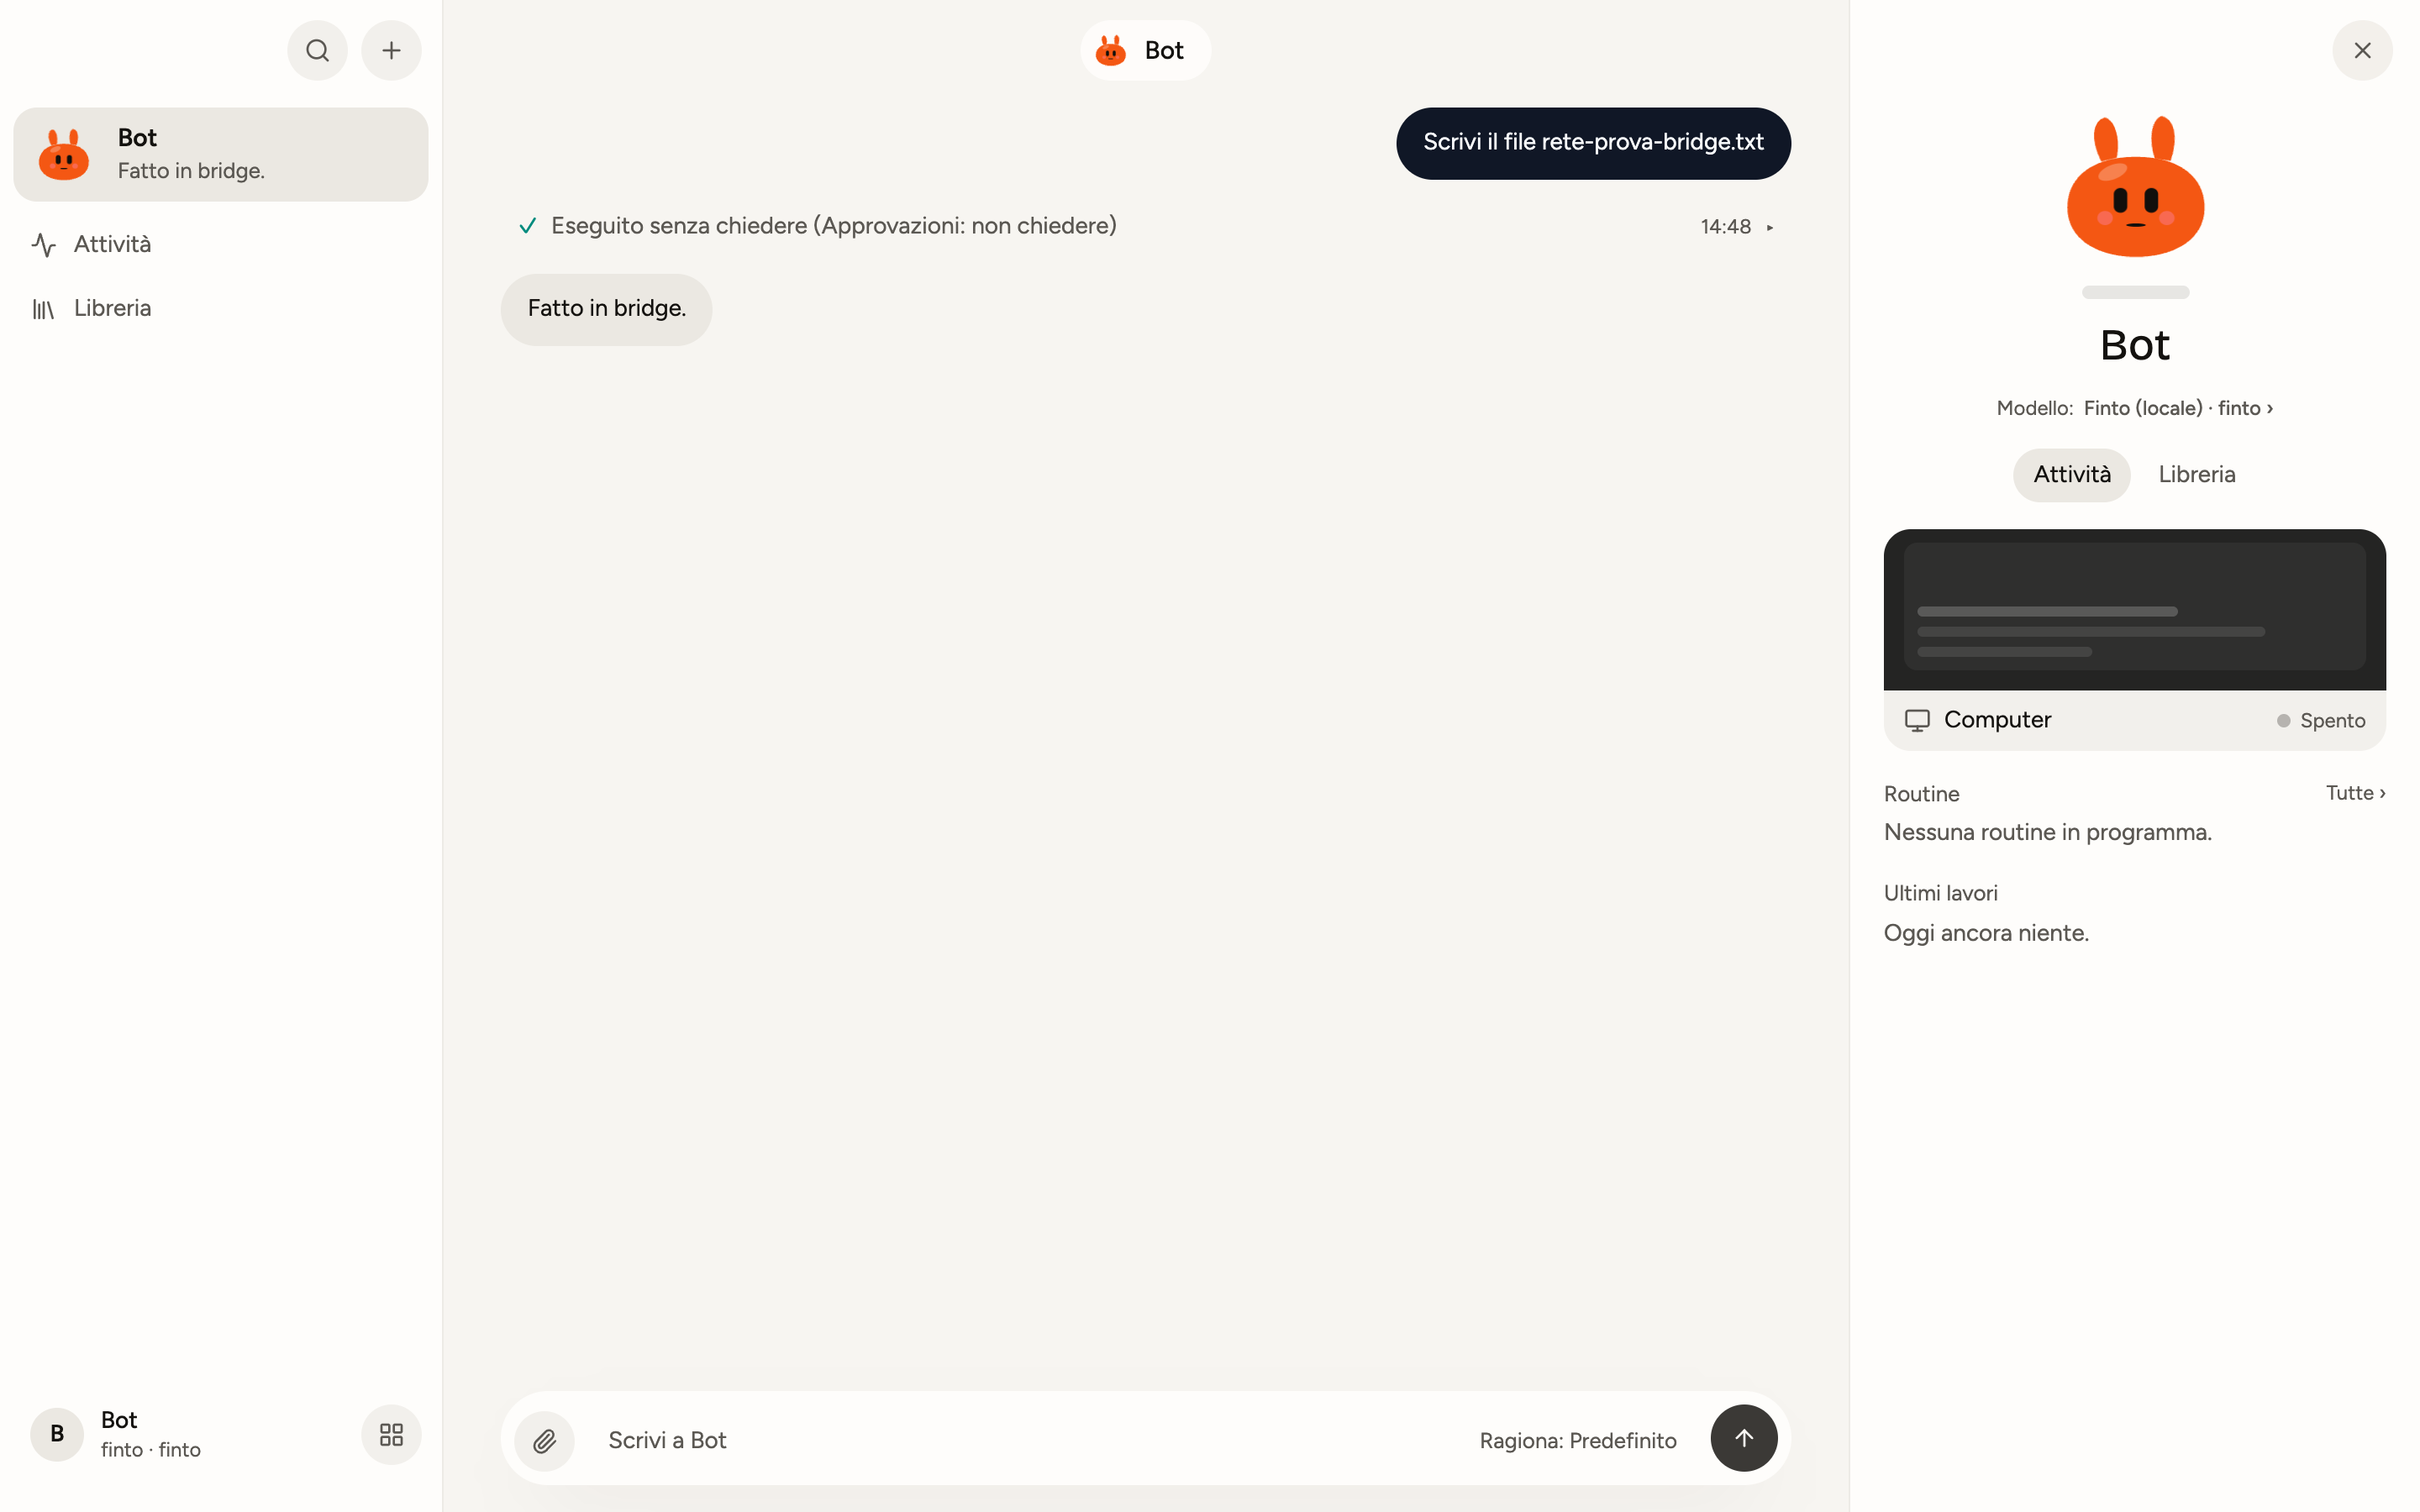 Bot
Fatto in bridge.
Attività
Libreria
B
Bot
finto · finto
Bot
Scrivi il file rete-prova-bridge.txt
Eseguito senza chiedere (Approvazioni: non chiedere)
14:48
Fatto in bridge.
Scrivi a Bot
Ragiona: Predefinito
Bot
Modello: Finto (locale) · finto ›
Attività
Libreria
Computer
Spento
Routine
Tutte ›
Nessuna routine in programma.
Ultimi lavori
Oggi ancora niente.